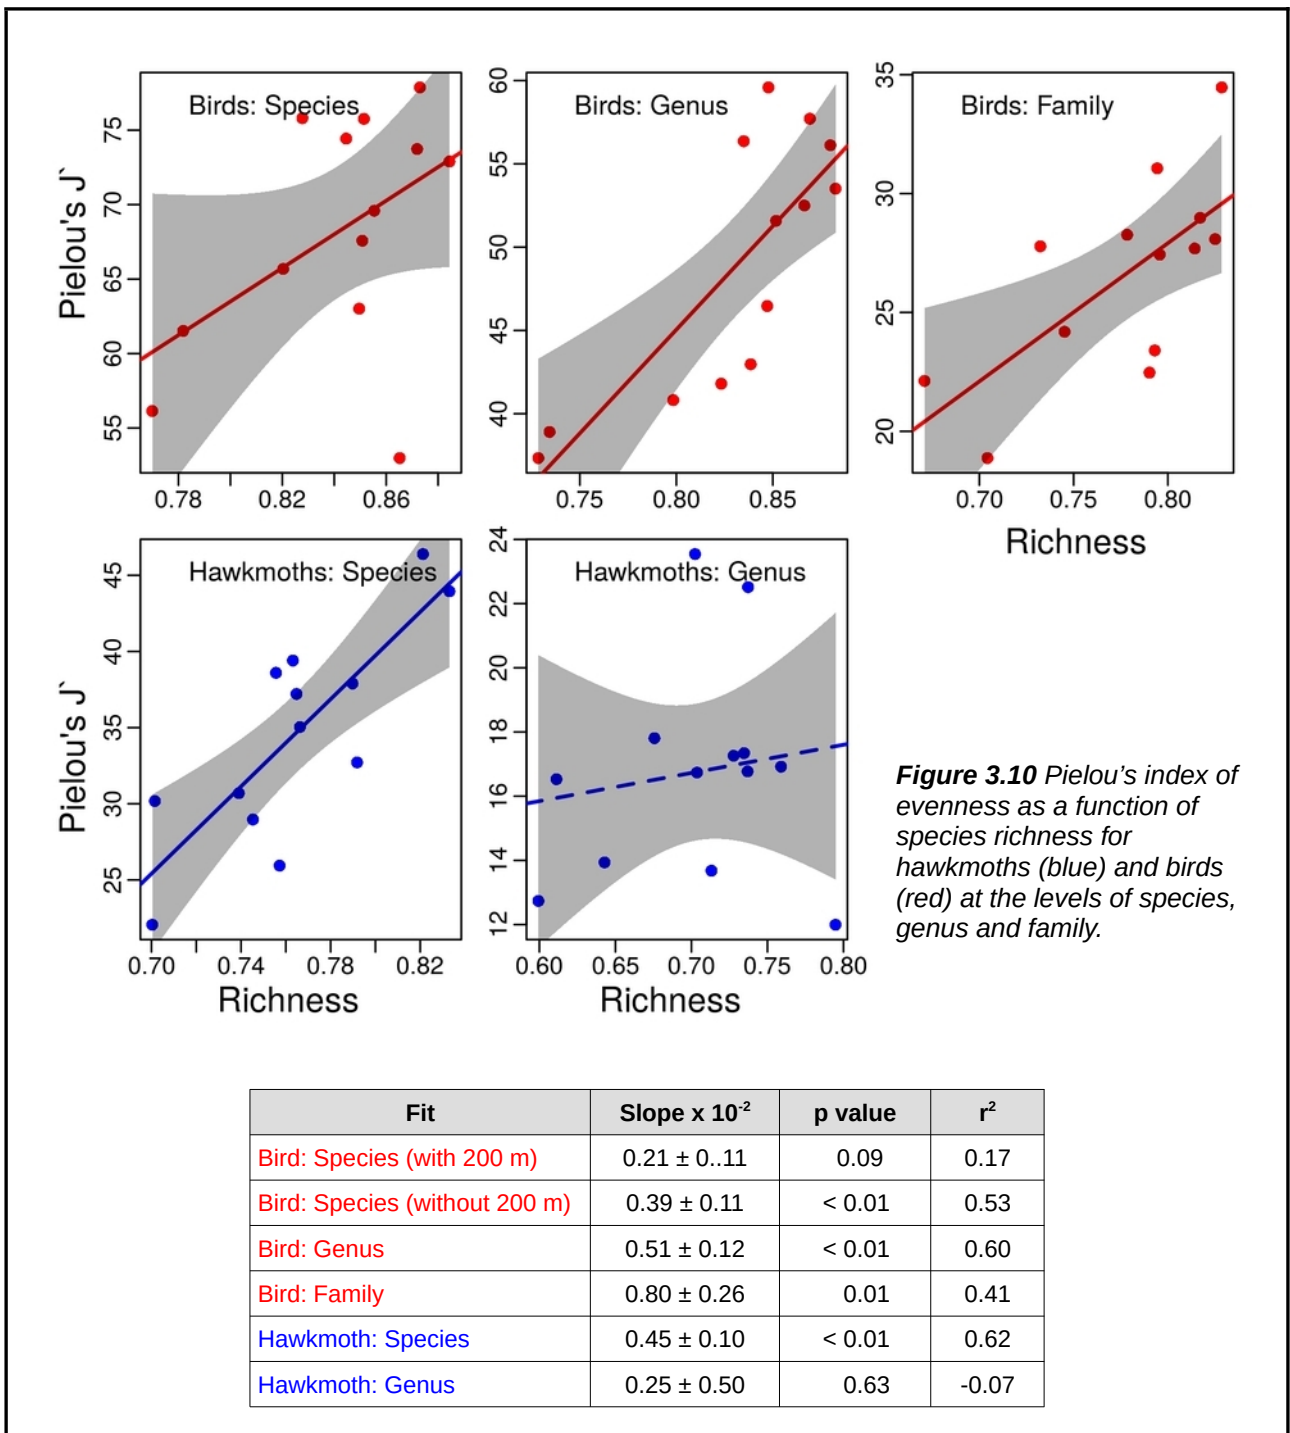 Birds: Species
Birds: Genus
Birds: Family
Pielou's J`
75
70
65
60
55
60
55
50
45
40
35
30
25
20
0.78 0.82 0.86
0.75 0.80 0.85
0.70 0.75 0.80
Richness
Hawkmoths: Species
Hawkmoths: Genus
Pielou's J`
45
40
35
30
25
24
22
20
18
16
14
12
0.70 0.74 0.78 0.82
0.60 0.65 0.70 0.75 0.80
Richness
Richness
Figure 3.10 Pielou’s index of
evenness as a function of
species richness for
hawkmoths (blue) and birds
(red) at the levels of species,
genus and family.
Fit Slope x 10-2 p value r2
Bird: Species (with 200 m) 0.21 ± 0..11 0.09 0.17
Bird: Species (without 200 m) 0.39 ± 0.11 < 0.01 0.53
Bird: Genus 0.51 ± 0.12 < 0.01 0.60
Bird: Family 0.80 ± 0.26 0.01 0.41
Hawkmoth: Species 0.45 ± 0.10 < 0.01 0.62
Hawkmoth: Genus 0.25 ± 0.50 0.63 -0.07